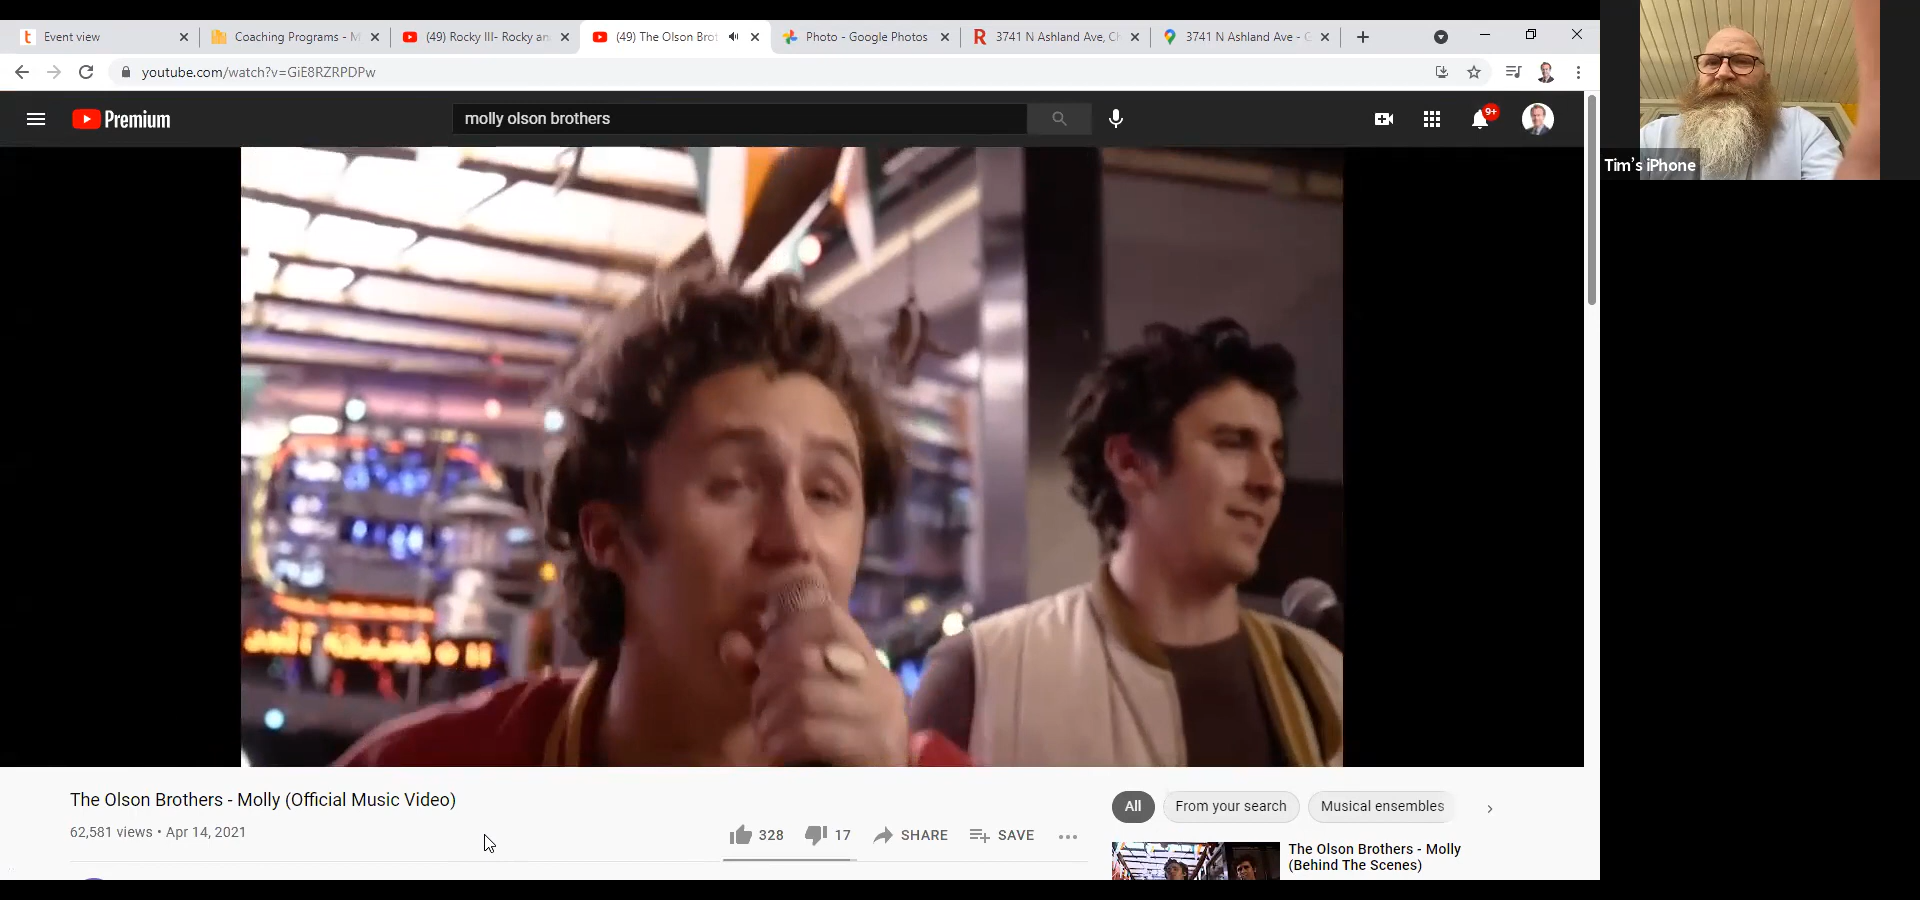 Event view
Coaching Programs - M
(49) Rocky III- Rocky an
(49) The Olson Brot
Photo - Google Photos
3741 N Ashland Ave, Ch
3741 N Ashland Ave - G
youtube.com/watch?v=GiE8RZRPDPw
Premium
molly olson brothers
9+
Tim's iPhone
The Olson Brothers - Molly (Official Music Video)
62,581 views • Apr 14, 2021
328
17
SHARE
SAVE
All
From your search
Musical ensembles
The Olson Brothers - Molly
(Behind The Scenes)